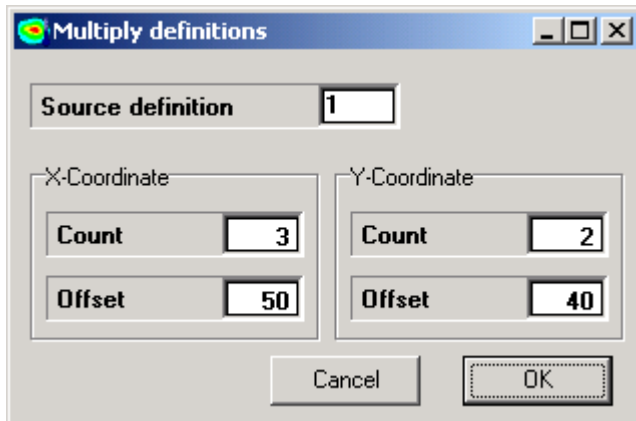 Multiply definitions
Source definition 1
X-Coordinate
Count 3
Offset 50
Y-Coordinate
Count 2
Offset 40
Cancel OK